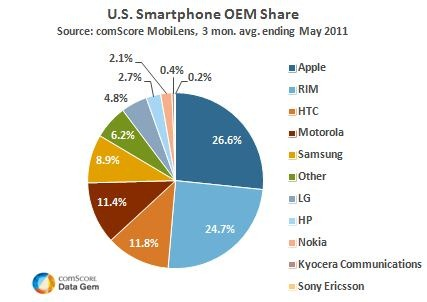 U.S. Smartphone OEM Share
Source: comScore MobiLens, 3 mon. avg. ending May 2011
2.1%
0.4%
0.2%
2.7%
4.8%
6.2%
8.9%
11.4%
11.8%
24.7%
26.6%
Apple
RIM
HTC
Motorola
Samsung
Other
LG
HP
Nokia
Kyocera Communications
Sony Ericsson
comSCORE
Data Gem